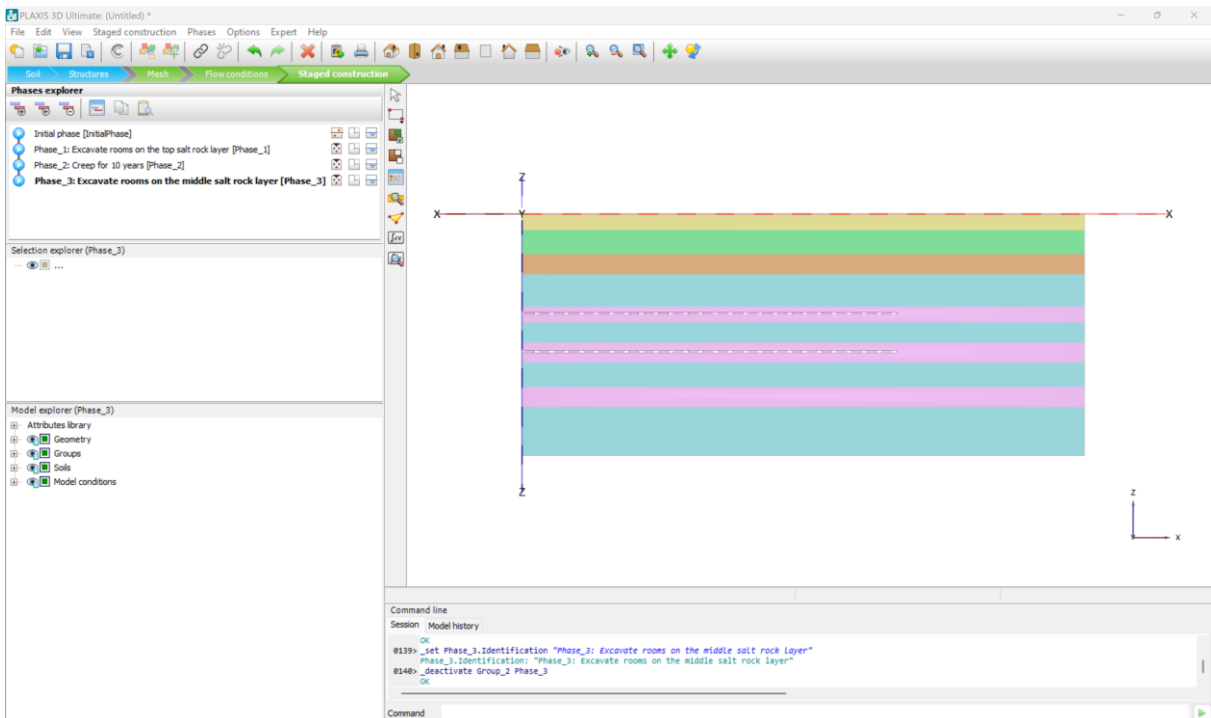 PLAXIS 3D Ultimate: (Untitled) *
File Edit View Staged construction Phases Options Expert Help
Soil Structures Mesh Flow conditions Staged construction
Phases explorer
Initial phase [InitialPhase]
Phase_1: Excavate rooms on the top salt rock layer [Phase_1]
Phase_2: Creep for 10 years [Phase_2]
Phase_3: Excavate rooms on the middle salt rock layer [Phase_3]
Selection explorer (Phase_3)
...
Model explorer (Phase_3)
Attributes library
Geometry
Groups
Soils
Model conditions
Z
X Y X
Z
z
x
Command line
Session Model history
OK
0139> _set Phase_3.Identification "Phase_3: Excavate rooms on the middle salt rock layer"
Phase_3.Identification: "Phase_3: Excavate rooms on the middle salt rock layer"
0140> _deactivate Group_2 Phase_3
OK
Command